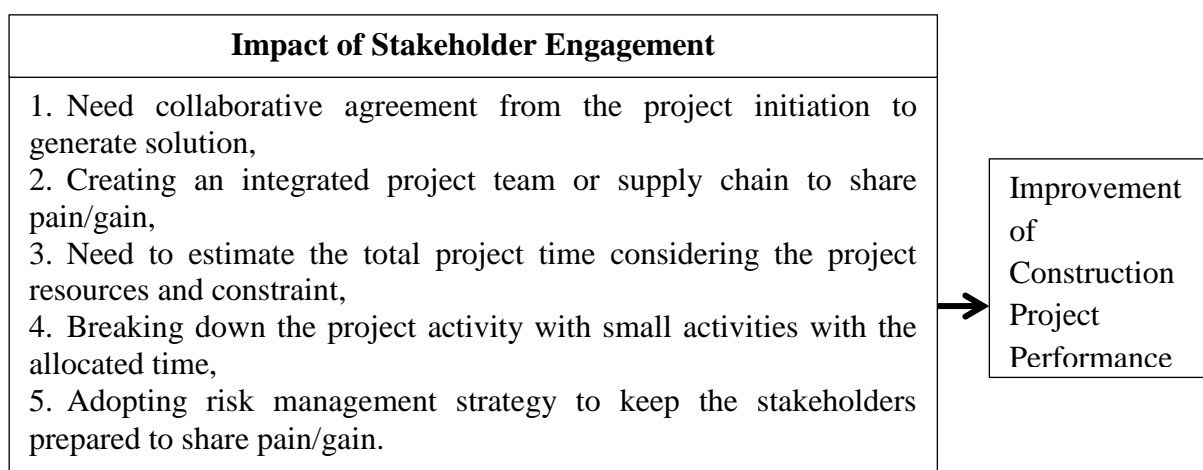 Impact of Stakeholder Engagement
1. Need collaborative agreement from the project initiation to
generate solution,
2. Creating an integrated project team or supply chain to share
pain/gain,
3. Need to estimate the total project time considering the project
resources and constraint,
4. Breaking down the project activity with small activities with the
allocated time,
5. Adopting risk management strategy to keep the stakeholders
prepared to share pain/gain.
Improvement
of
Construction
Project
Performance